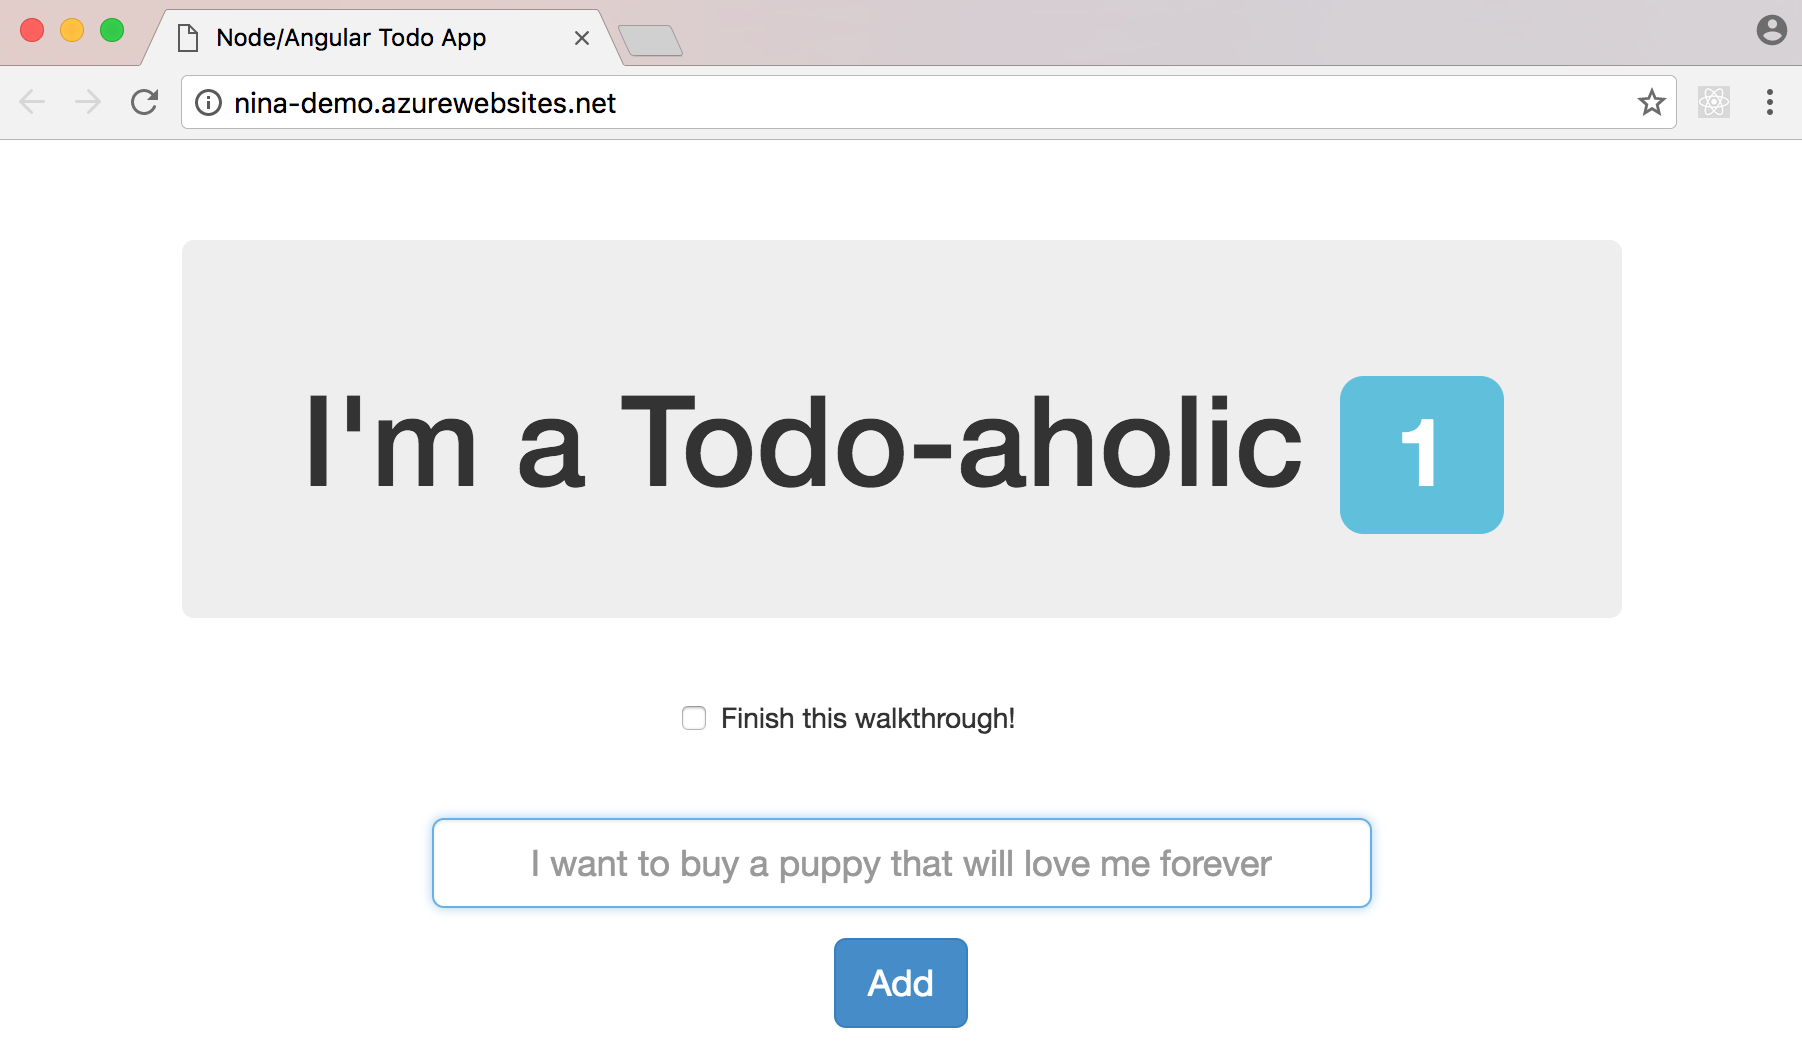 Node/Angular Todo App
nina-demo.azurewebsites.net
I'm a Todo-aholic 1
Finish this walkthrough!
I want to buy a puppy that will love me forever
Add